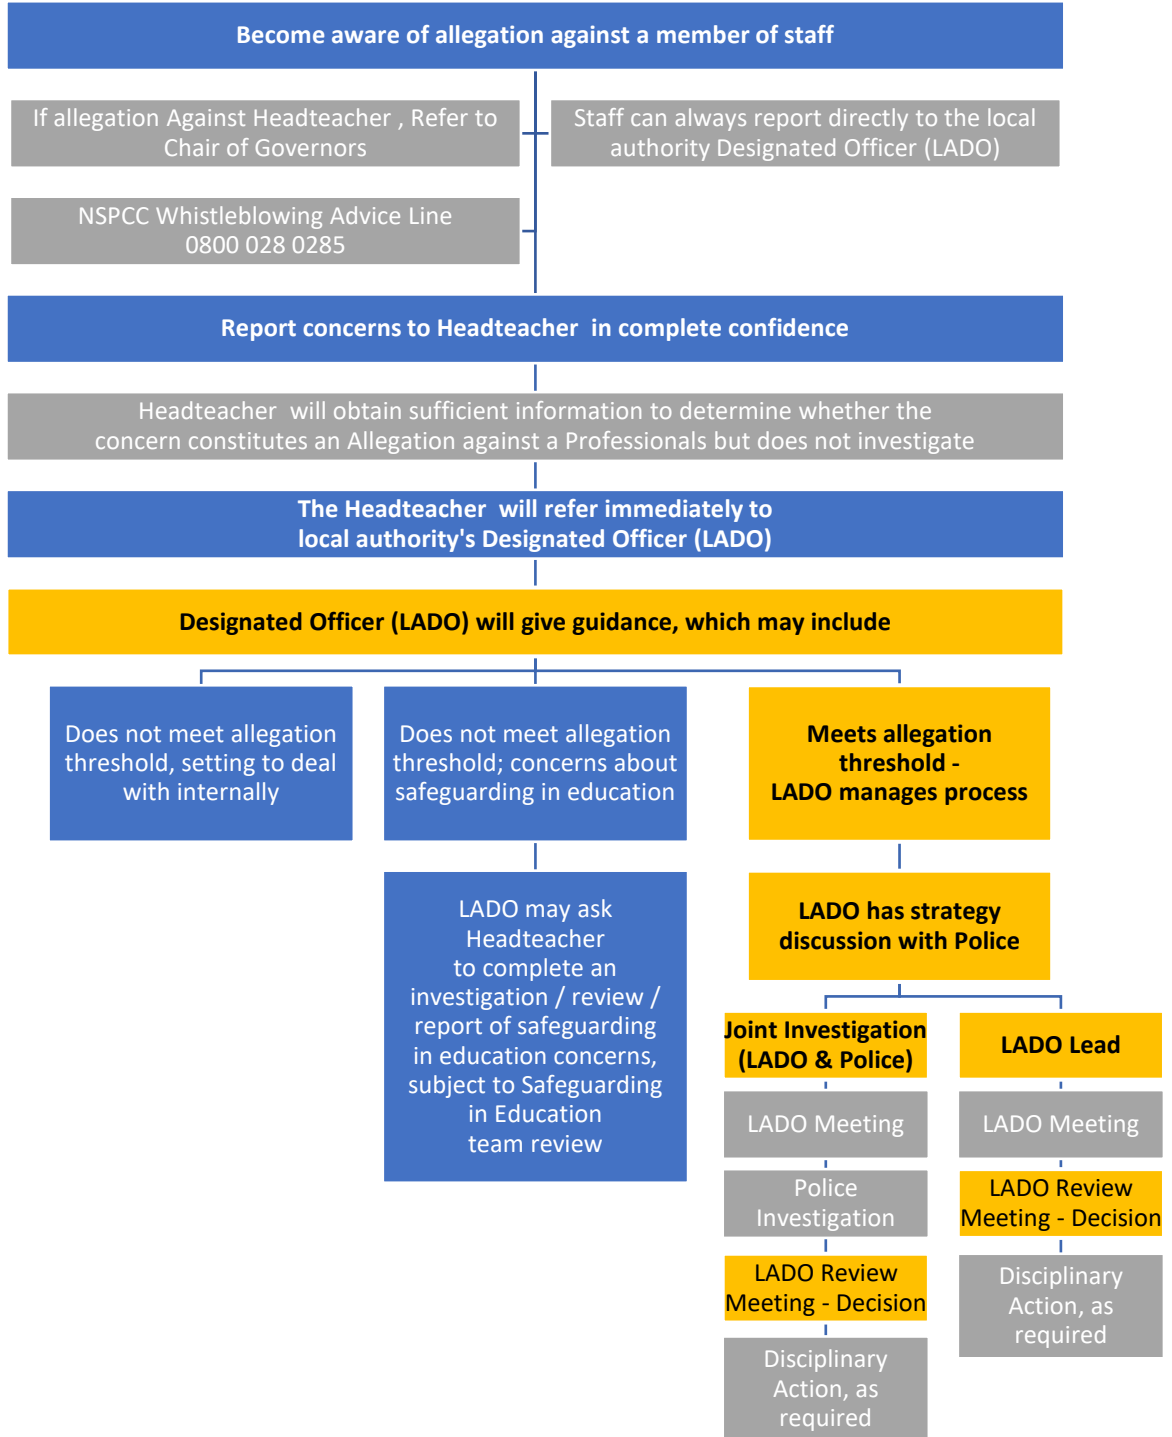 Become aware of allegation against a member of staff
If allegation Against Headteacher , Refer to
Chair of Governors
Staff can always report directly to the local
authority Designated Officer (LADO)
NSPCC Whistleblowing Advice Line
0800 028 0285
Report concerns to Headteacher  in complete confidence
Headteacher  will obtain sufficient information to determine whether the
concern constitutes an Allegation against a Professionals but does not investigate
The Headteacher  will refer immediately to
local authority's Designated Officer (LADO)
Designated Officer (LADO) will give guidance, which may include
Does not meet allegation
threshold, setting to deal
with internally
Does not meet allegation
threshold; concerns about
safeguarding in education
LADO may ask
Headteacher
to complete an
investigation / review /
report of safeguarding
in education concerns,
subject to Safeguarding
in Education
team review
Meets allegation
threshold -
LADO manages process
LADO has strategy
discussion with Police
Joint Investigation
(LADO & Police)
LADO Meeting
Police
Investigation
LADO Review
Meeting - Decision
Disciplinary
Action, as
required
LADO Lead
LADO Meeting
LADO Review
Meeting - Decision
Disciplinary
Action, as
required